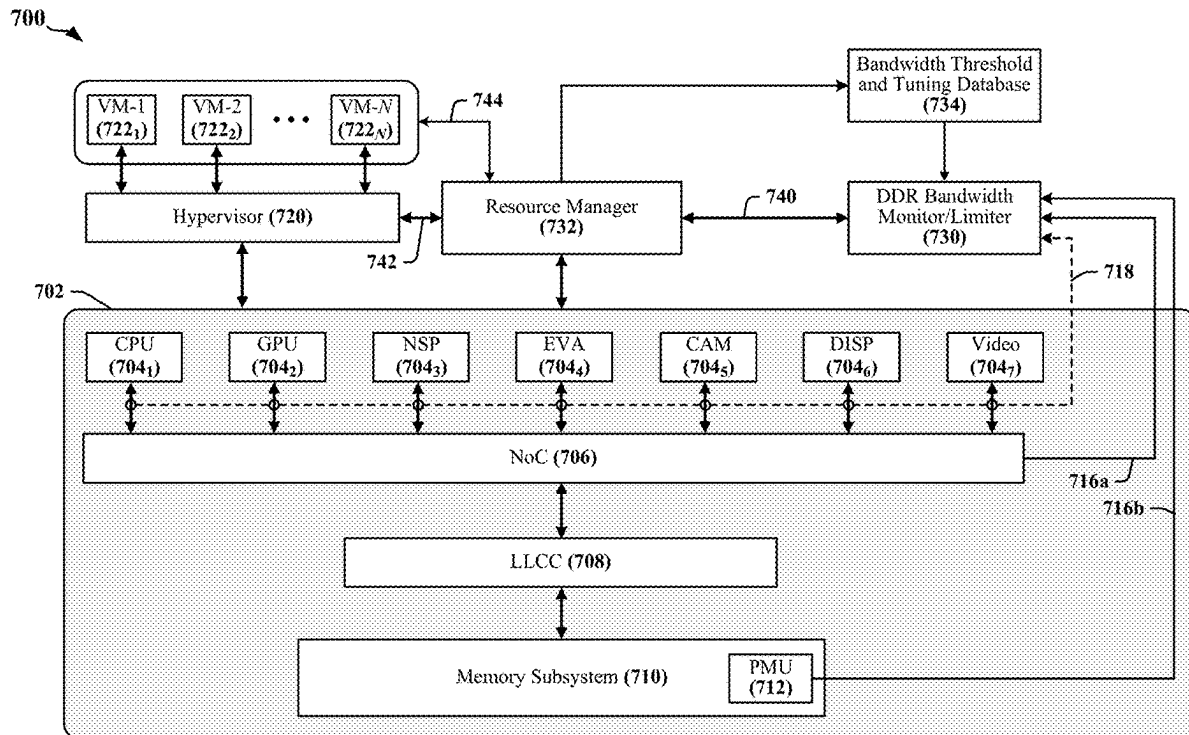 700
VM-1
(722₁)
VM-2
(722₂)
• • •
VM-N
(722N)
744
Bandwidth Threshold
and Tuning Database
(734)
Hypervisor (720)
742
Resource Manager
(732)
740
DDR Bandwidth
Monitor/Limiter
(730)
718
702
CPU
(704₁)
GPU
(704₂)
NSP
(704₃)
EVA
(704₄)
CAM
(704₅)
DISP
(704₆)
Video
(704₇)
NoC (706)
716a
716b
LLCC (708)
Memory Subsystem (710)
PMU
(712)